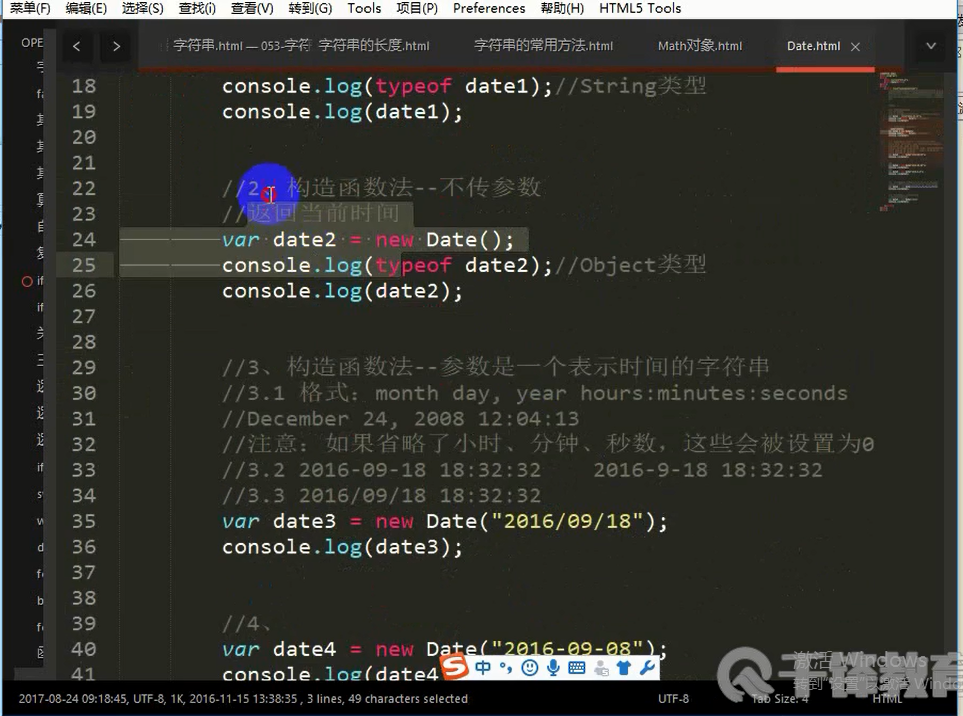 菜单(F) 编辑(E) 选择(S) 查找(i) 查看(V) 转到(G) Tools 项目(P) Preferences 帮助(H) HTML5 Tools
OPE
字符串.html — 053-字符 字符串的长度.html 字符串的常用方法.html Math对象.html Date.html
18 console.log(typeof date1);//String类型
19 console.log(date1);
20
21
22 //2、构造函数法--不传参数
23 //返回当前时间
24 var date2 = new Date();
25 console.log(typeof date2);//Object类型
26 console.log(date2);
27
28
29 //3、构造函数法--参数是一个表示时间的字符串
30 //3.1 格式：month day, year hours:minutes:seconds
31 //December 24, 2008 12:04:13
32 //注意：如果省略了小时、分钟、秒数，这些会被设置为0
33 //3.2 2016-09-18 18:32:32 2016-9-18 18:32:32
34 //3.3 2016/09/18 18:32:32
35 var date3 = new Date("2016/09/18");
36 console.log(date3);
37
38
39 //4、
40 var date4 = new Date("2016-09-08");
41 console.log(date4
中
激活 Windows
转到"设置"以激活 Windo
2017-08-24 09:18:45, UTF-8, 1K, 2016-11-15 13:38:35 , 3 lines, 49 characters selected UTF-8 Tab Size: 4 HTML